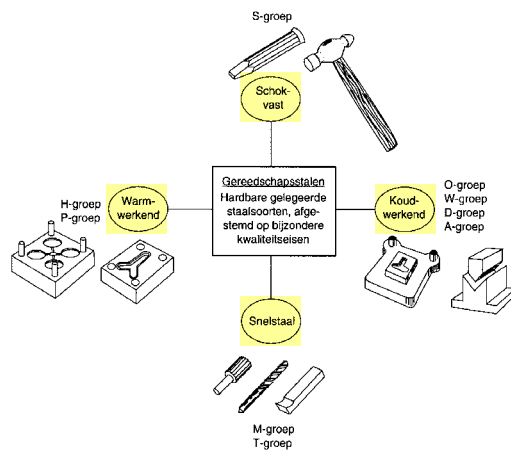 S-groep
Schok-
vast
Gereedschapsstalen
Hardbare gelegeerde
staalsoorten, afge-
stemd op bijzondere
kwaliteitseisen
H-groep
P-groep
Warm-
werkend
Koud-
werkend
O-groep
W-groep
D-groep
A-groep
Snelstaal
M-groep
T-groep